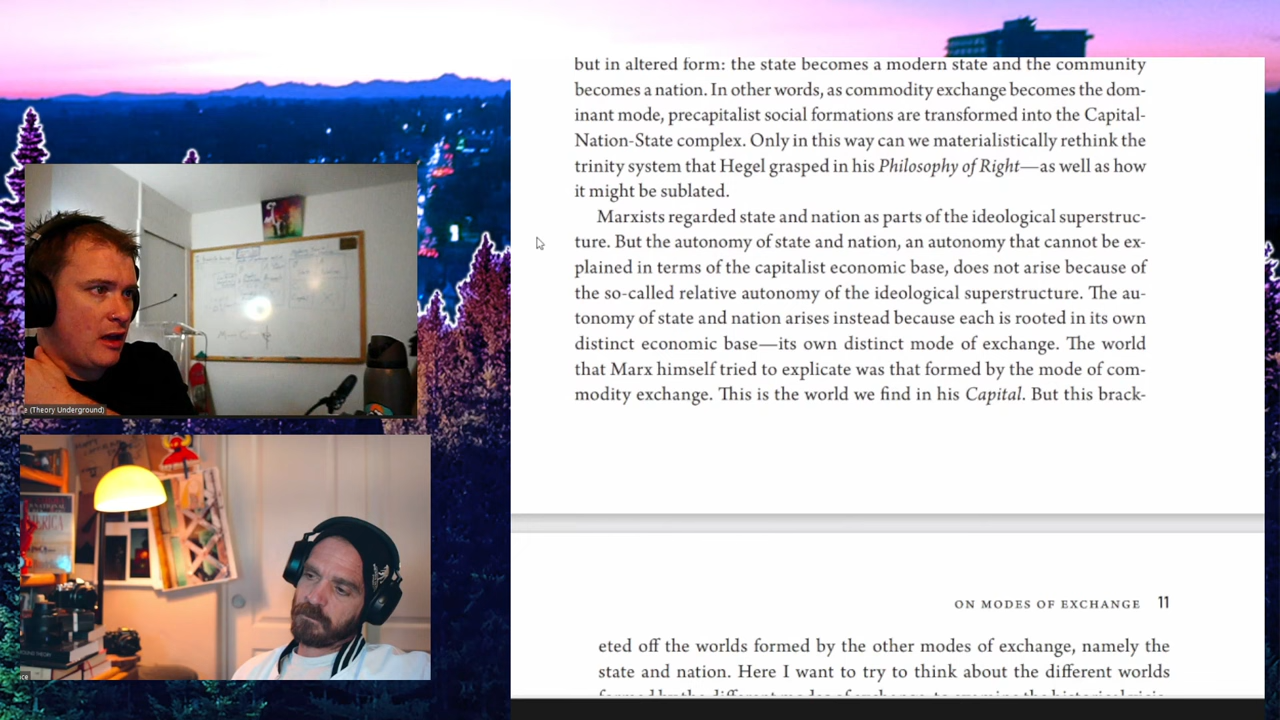 but in altered form: the state becomes a modern state and the community
becomes a nation. In other words, as commodity exchange becomes the dom-
inant mode, precapitalist social formations are transformed into the Capital-
Nation-State complex. Only in this way can we materialistically rethink the
trinity system that Hegel grasped in his Philosophy of Right—as well as how
it might be sublated.
Marxists regarded state and nation as parts of the ideological superstruc-
ture. But the autonomy of state and nation, an autonomy that cannot be ex-
plained in terms of the capitalist economic base, does not arise because of
the so-called relative autonomy of the ideological superstructure. The au-
tonomy of state and nation arises instead because each is rooted in its own
distinct economic base—its own distinct mode of exchange. The world
that Marx himself tried to explicate was that formed by the mode of com-
modity exchange. This is the world we find in his Capital. But this brack-
ON MODES OF EXCHANGE 11
eted off the worlds formed by the other modes of exchange, namely the
state and nation. Here I want to try to think about the different worlds
(Theory Underground)